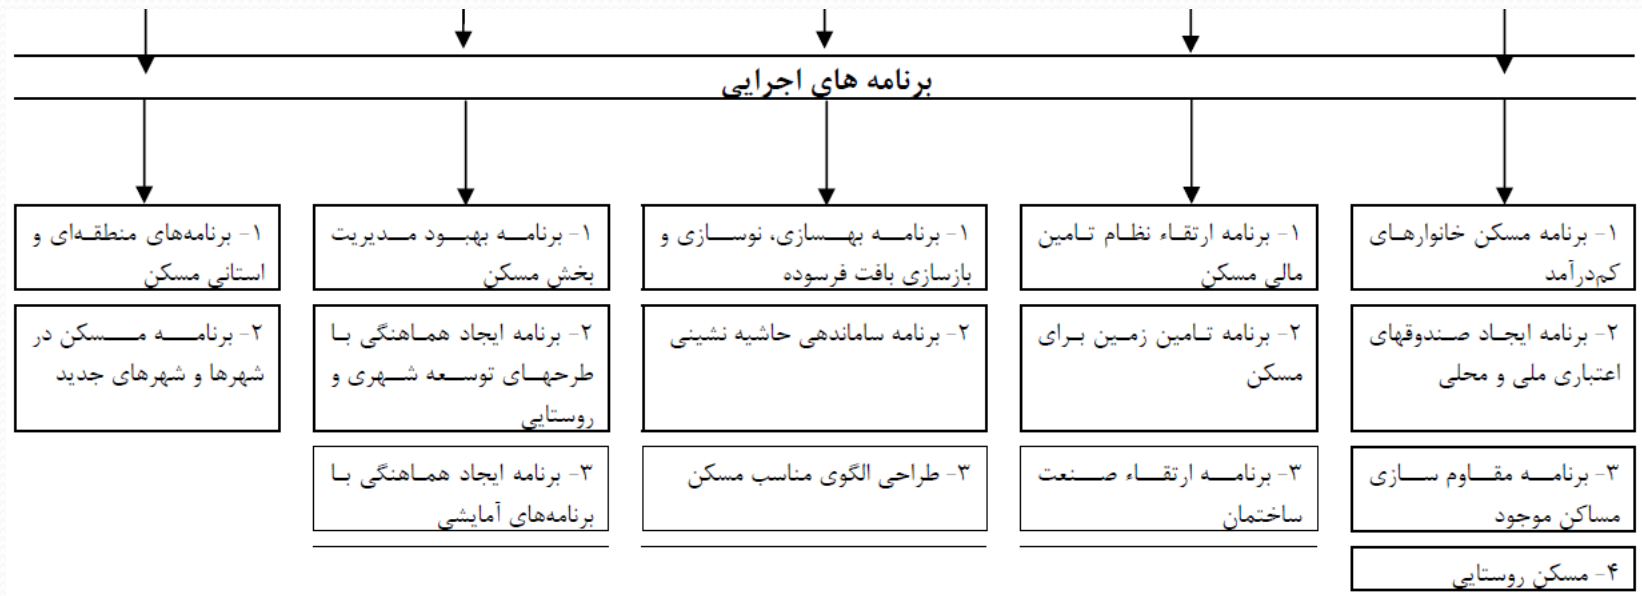 برنامه های اجرایی
۱- برنامه مسکن خانوارهای
کم‌درآمد
۲- برنامه ایجاد صندوقهای
اعتباری ملی و محلی
۳- برنامه مقاوم سازی
مساکن موجود
۴- مسکن روستایی
۱- برنامه ارتقاء نظام تامین
مالی مسکن
۲- برنامه تامین زمین برای
مسکن
۳- برنامه ارتقاء صنعت
ساختمان
۱- برنامه بهسازی، نوسازی و
بازسازی بافت فرسوده
۲- برنامه ساماندهی حاشیه نشینی
۳- طراحی الگوی مناسب مسکن
۱- برنامه بهبود مدیریت
بخش مسکن
۲- برنامه ایجاد هماهنگی با
طرحهای توسعه شهری و
روستایی
۳- برنامه ایجاد هماهنگی با
برنامه‌های آمایشی
۱- برنامه‌های منطقه‌ای و
استانی مسکن
۲- برنامه مسکن در
شهرها و شهرهای جدید